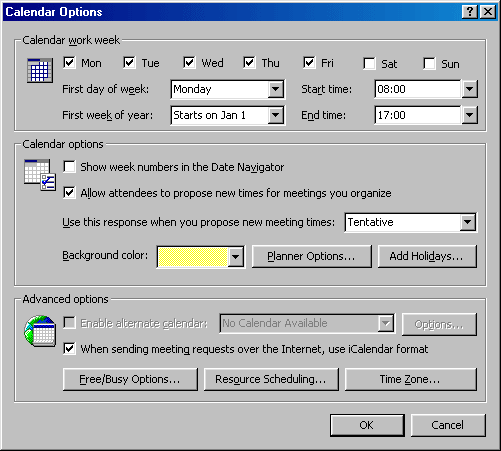 Calendar Options
Calendar work week
Mon Tue Wed Thu Fri Sat Sun
First day of week: Monday Start time: 08:00
First week of year: Starts on Jan 1 End time: 17:00
Calendar options
Show week numbers in the Date Navigator
Allow attendees to propose new times for meetings you organize
Use this response when you propose new meeting times: Tentative
Background color: Planner Options... Add Holidays...
Advanced options
Enable alternate calendar: No Calendar Available Options...
When sending meeting requests over the Internet, use iCalendar format
Free/Busy Options... Resource Scheduling... Time Zone...
OK Cancel